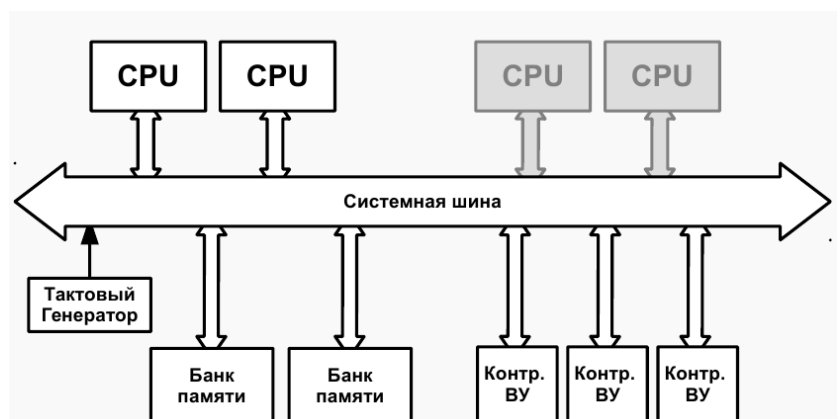 CPU
CPU
CPU
CPU
Системная шина
Тактовый
Генератор
Банк
памяти
Банк
памяти
Контр.
ВУ
Контр.
ВУ
Контр.
ВУ